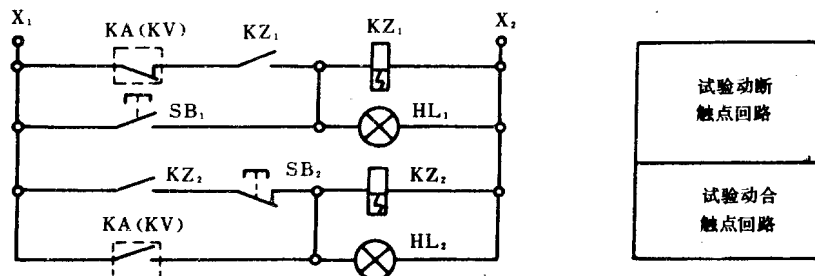 X₁
X₂
KA(KV)
KZ₁
KZ₁
SB₁
HL₁
KZ₂
SB₂
KZ₂
KA(KV)
HL₂
试验动断
触点回路
试验动合
触点回路